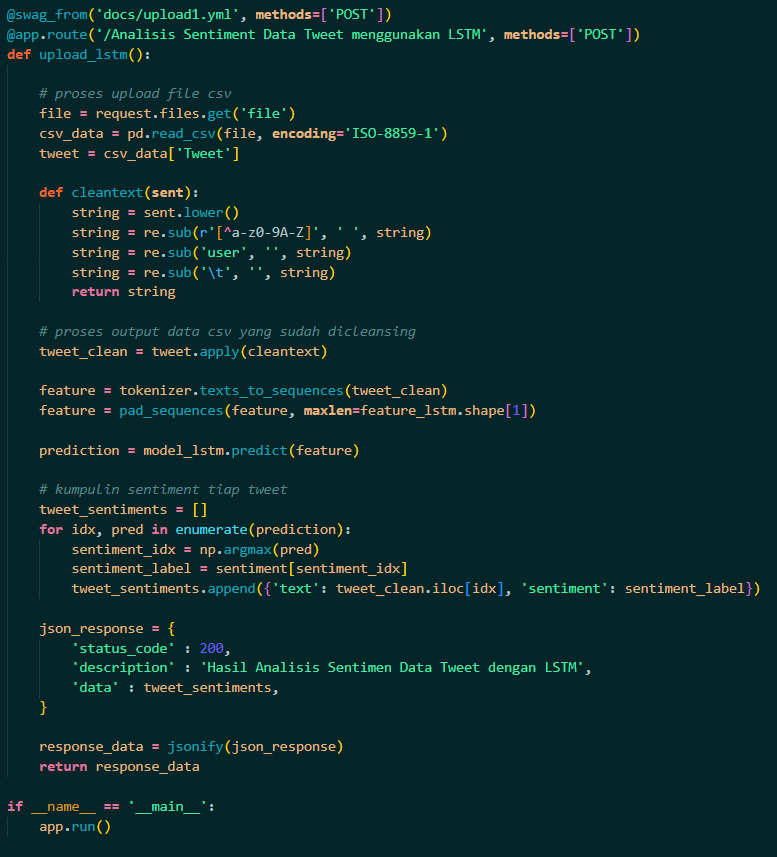 @swag_from('docs/upload1.yml', methods=['POST'])
@app.route('/Analisis Sentiment Data Tweet menggunakan LSTM', methods=['POST'])
def upload_lstm():

    # proses upload file csv
    file = request.files.get('file')
    csv_data = pd.read_csv(file, encoding='ISO-8859-1')
    tweet = csv_data['Tweet']

    def cleantext(sent):
        string = sent.lower()
        string = re.sub(r'[^a-z0-9A-Z]', ' ', string)
        string = re.sub('user', '', string)
        string = re.sub('\t', '', string)
        return string

    # proses output data csv yang sudah dicleansing
    tweet_clean = tweet.apply(cleantext)

    feature = tokenizer.texts_to_sequences(tweet_clean)
    feature = pad_sequences(feature, maxlen=feature_lstm.shape[1])

    prediction = model_lstm.predict(feature)

    # kumpulin sentiment tiap tweet
    tweet_sentiments = []
    for idx, pred in enumerate(prediction):
        sentiment_idx = np.argmax(pred)
        sentiment_label = sentiment[sentiment_idx]
        tweet_sentiments.append({'text': tweet_clean.iloc[idx], 'sentiment': sentiment_label})

    json_response = {
        'status_code' : 200,
        'description' : 'Hasil Analisis Sentimen Data Tweet dengan LSTM',
        'data' : tweet_sentiments,
    }

    response_data = jsonify(json_response)
    return response_data

if __name__ == '__main__':
    app.run()